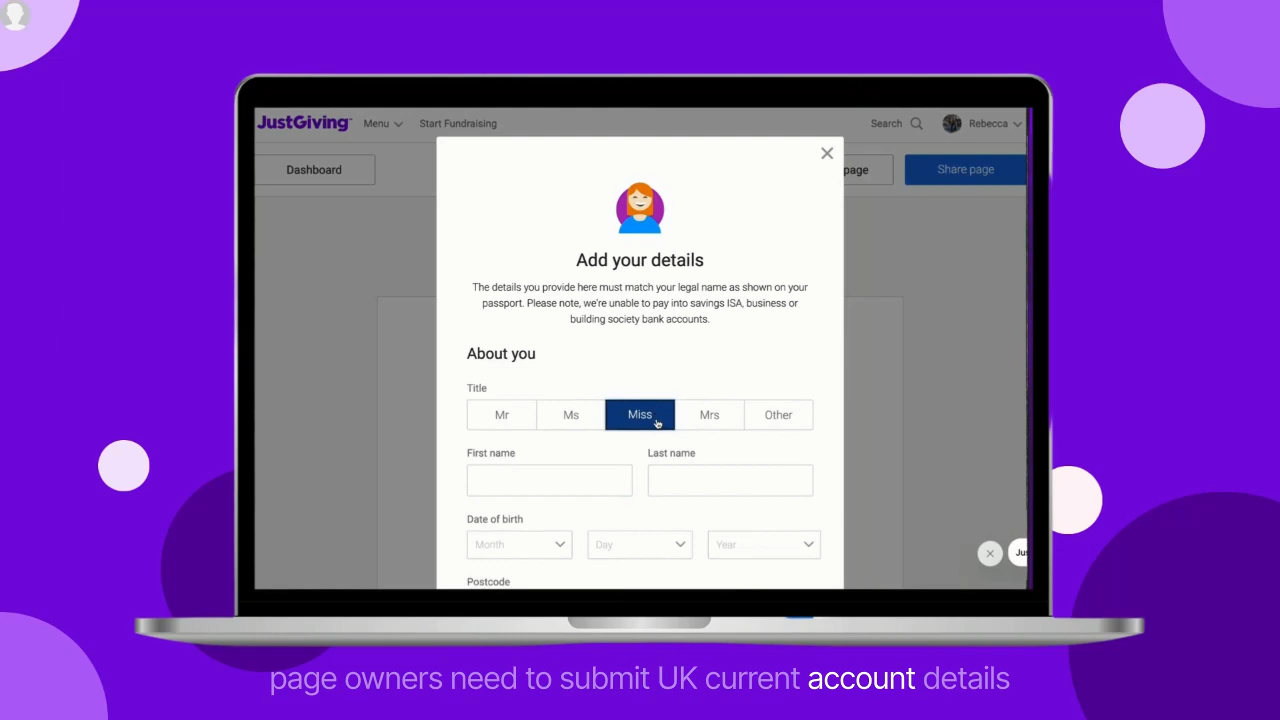 JustGiving™ Menu Start Fundraising Search Rebecca
Dashboard page Share page
Add your details
The details you provide here must match your legal name as shown on your
passport. Please note, we're unable to pay into savings ISA, business or
building society bank accounts.
About you
Title
Mr Ms Miss Mrs Other
First name Last name
Date of birth
Month Day Year
Jus
Postcode
page owners need to submit UK current account details